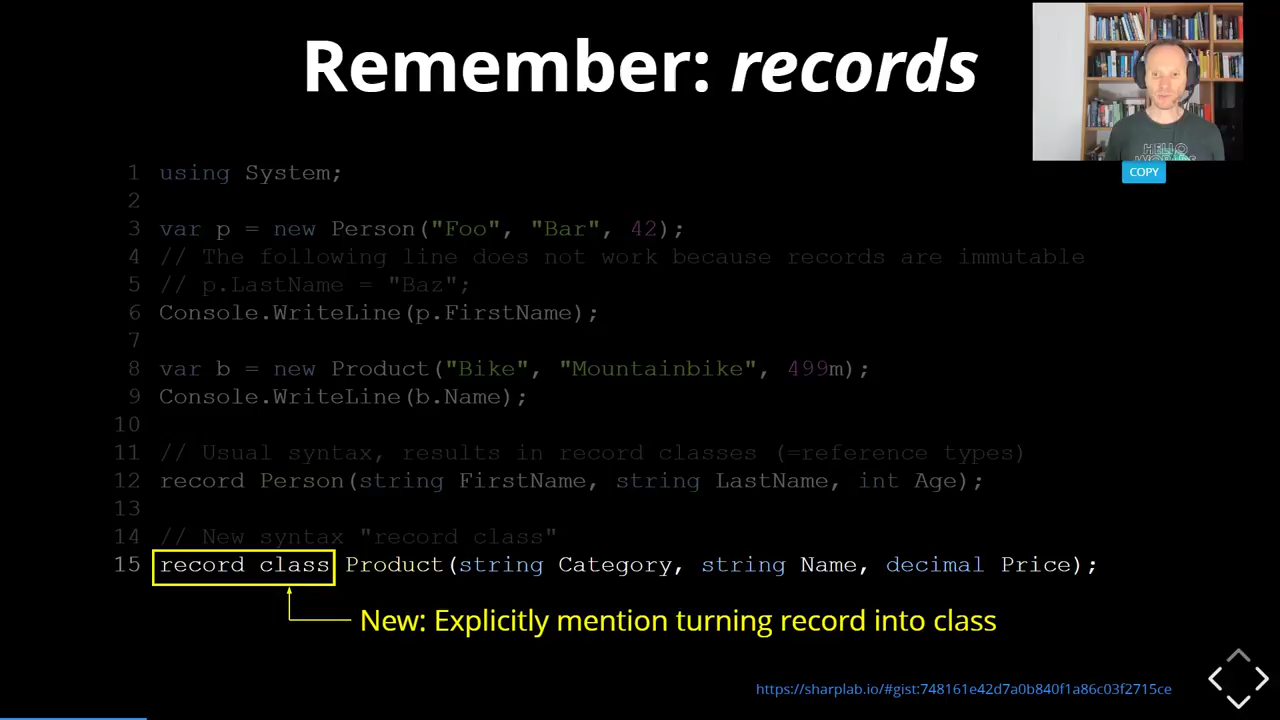 Remember: records
HELLO
COPY
1 using System;
2
3 var p = new Person("Foo", "Bar", 42);
4 // The following line does not work because records are immutable
5 // p.LastName = "Baz";
6 Console.WriteLine(p.FirstName);
7
8 var b = new Product("Bike", "Mountainbike", 499m);
9 Console.WriteLine(b.Name);
10
11 // Usual syntax, results in record classes (=reference types)
12 record Person(string FirstName, string LastName, int Age);
13
14 // New syntax "record class"
15 record class Product(string Category, string Name, decimal Price);
New: Explicitly mention turning record into class
https://sharplab.io/#gist:748161e42d7a0b840f1a86c03f2715ce